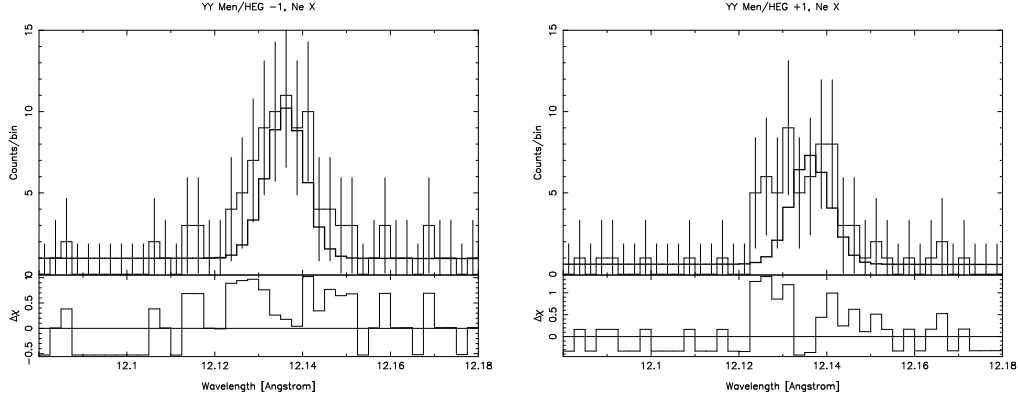 YY Men/HEG −1, Ne X
15
10
5
Counts/bin
1
0.5
0
−0.5
Δχ
12.1 12.12 12.14 12.16 12.18
Wavelength [Angstrom]
YY Men/HEG +1, Ne X
15
10
5
0
Counts/bin
1
0.5
0
Δχ
12.1 12.12 12.14 12.16 12.18
Wavelength [Angstrom]